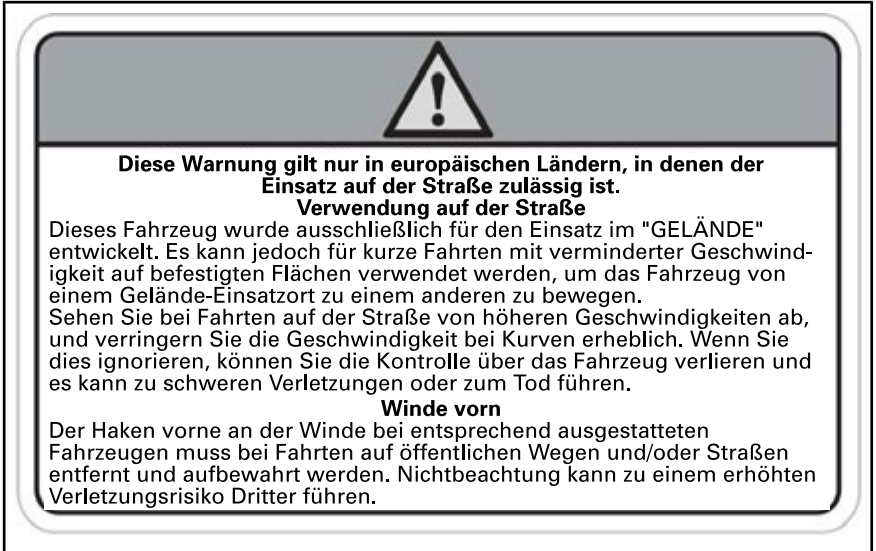 Diese Warnung gilt nur in europäischen Ländern, in denen der
Einsatz auf der Straße zulässig ist.
Verwendung auf der Straße
Dieses Fahrzeug wurde ausschließlich für den Einsatz im "GELÄNDE"
entwickelt. Es kann jedoch für kurze Fahrten mit verminderter Geschwind-
igkeit auf befestigten Flächen verwendet werden, um das Fahrzeug von
einem Gelände-Einsatzort zu einem anderen zu bewegen.
Sehen Sie bei Fahrten auf der Straße von höheren Geschwindigkeiten ab,
und verringern Sie die Geschwindigkeit bei Kurven erheblich. Wenn Sie
dies ignorieren, können Sie die Kontrolle über das Fahrzeug verlieren und
es kann zu schweren Verletzungen oder zum Tod führen.
Winde vorn
Der Haken vorne an der Winde bei entsprechend ausgestatteten
Fahrzeugen muss bei Fahrten auf öffentlichen Wegen und/oder Straßen
entfernt und aufbewahrt werden. Nichtbeachtung kann zu einem erhöhten
Verletzungsrisiko Dritter führen.